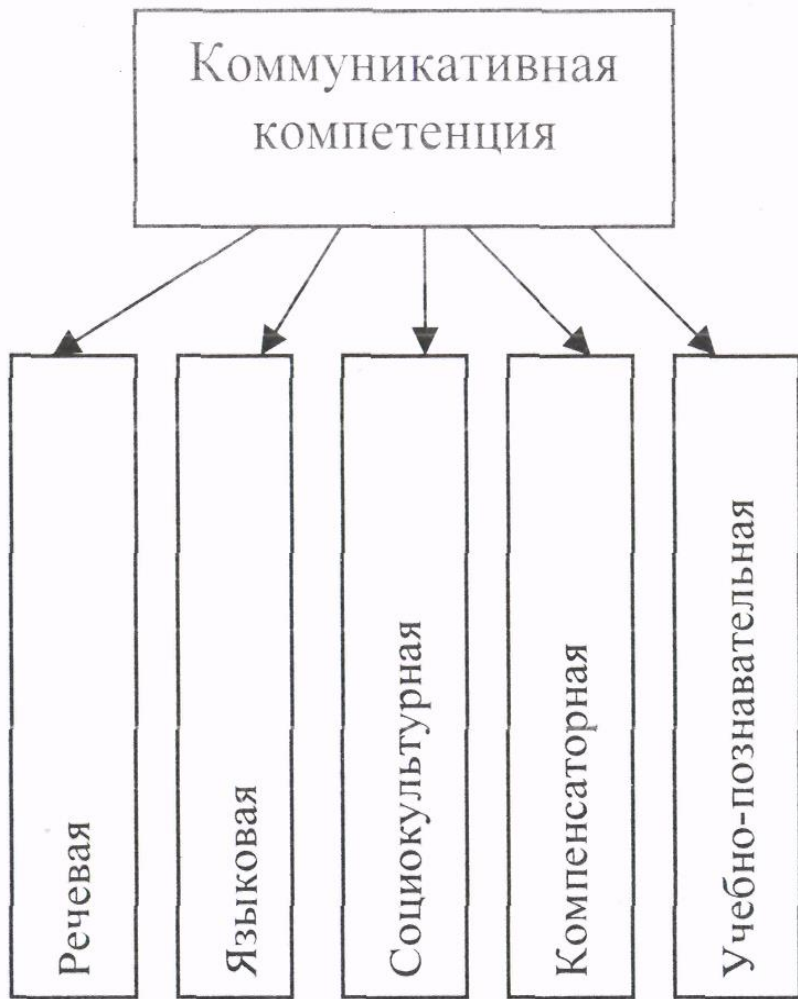 Коммуникативная
компетенция
Речевая
Языковая
Социокультурная
Компенсаторная
Учебно-познавательная